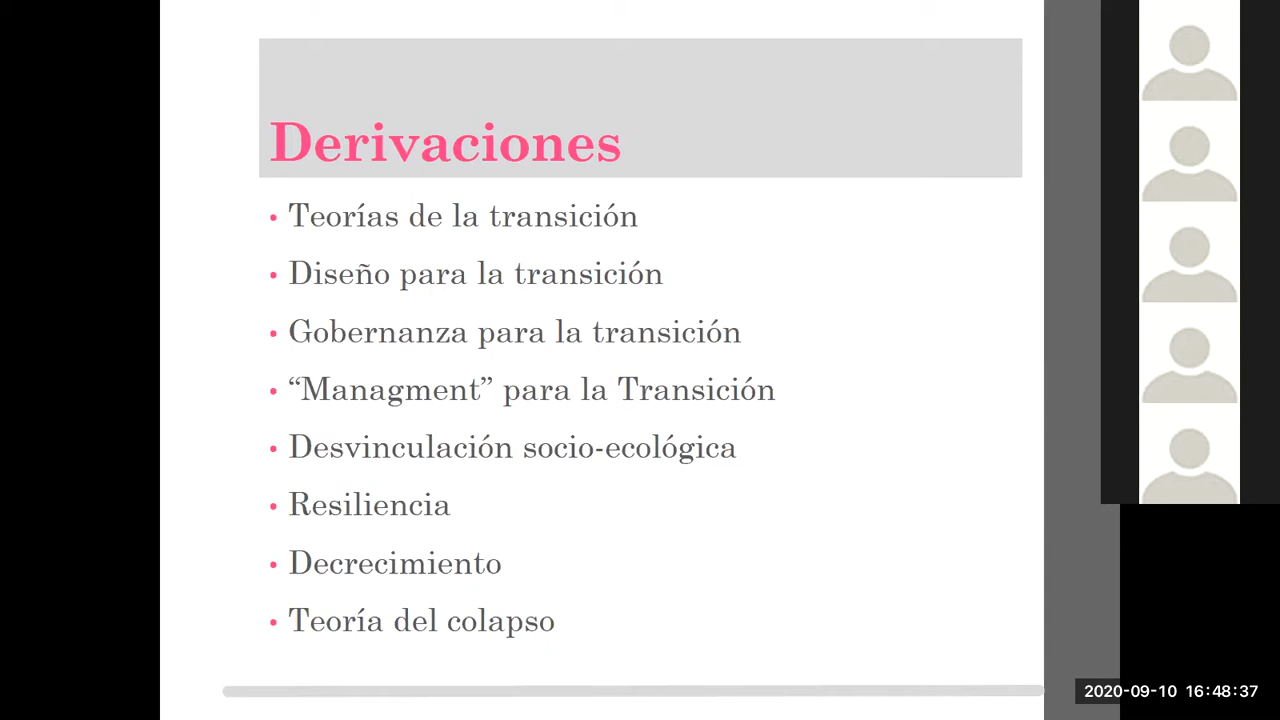 Derivaciones
• Teorías de la transición
• Diseño para la transición
• Gobernanza para la transición
• “Managment” para la Transición
• Desvinculación socio-ecológica
• Resiliencia
• Decrecimiento
• Teoría del colapso
2020-09-10 16:48:37